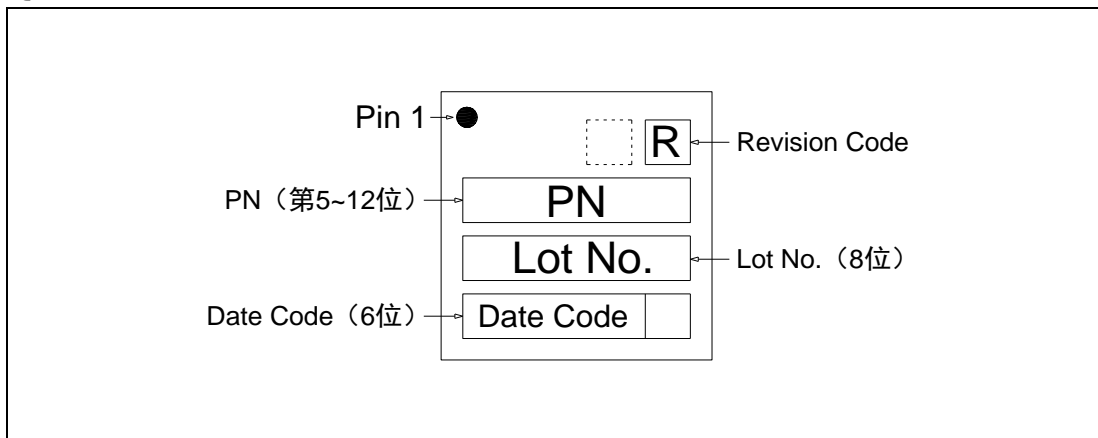 Pin 1
R
Revision Code
PN（第5~12位）
PN
Lot No.
Lot No.（8位）
Date Code（6位）
Date Code